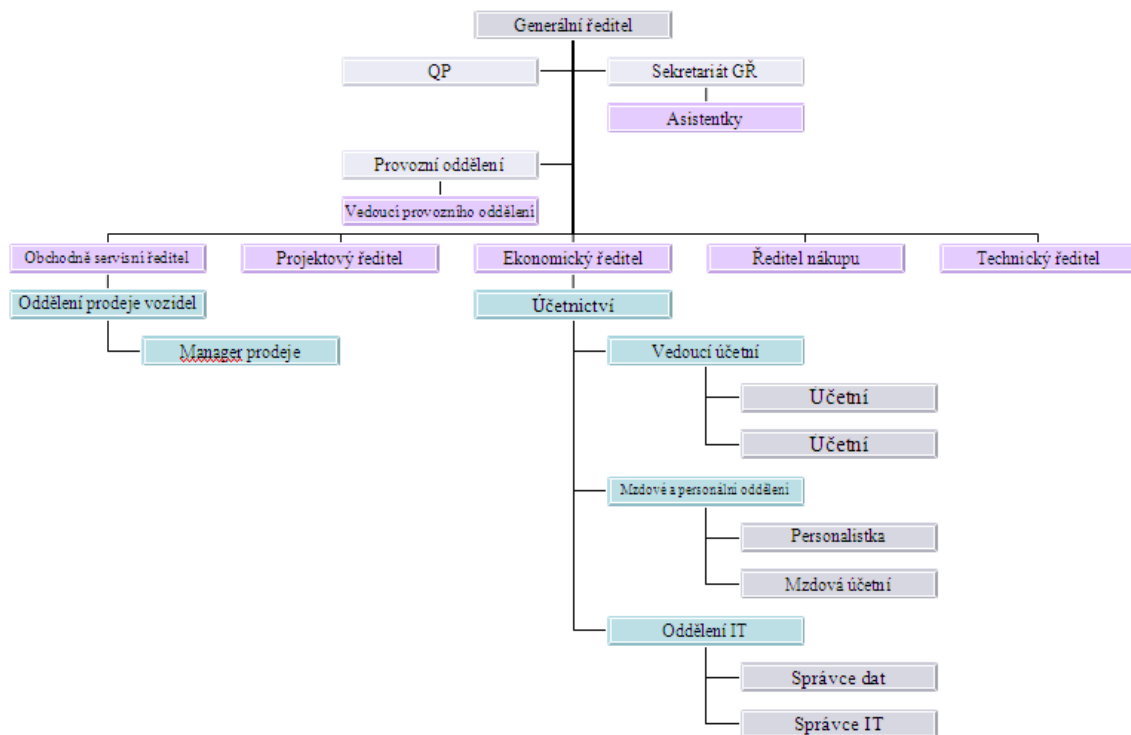 Generální ředitel
QP
Sekretariát GŘ
Asistentky
Provozní oddělení
Vedoucí provozního oddělení
Obchodně servisní ředitel
Projektový ředitel
Ekonomický ředitel
Ředitel nákupu
Technický ředitel
Oddělení prodeje vozidel
Účetnictví
Manager prodeje
Vedoucí účetní
Účetní
Účetní
Mzdové a personální oddělení
Personalistka
Mzdová účetní
Oddělení IT
Správce dat
Správce IT